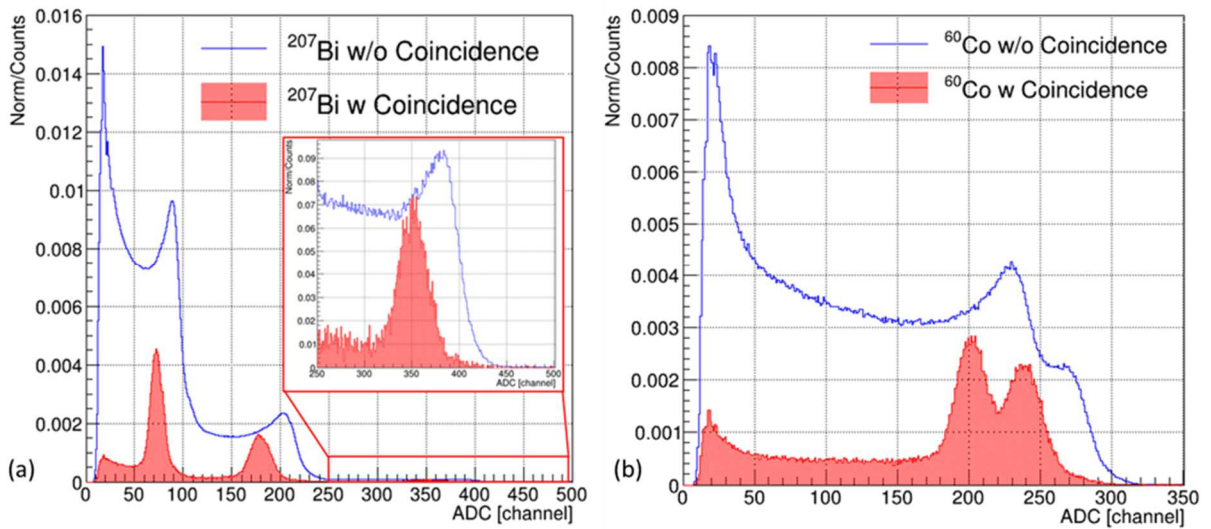 Norm/Counts
0.016
0.014
0.012
0.01
0.008
0.006
0.004
0.002
0
0 50 100 150 200 250 300 350 400 450 500
ADC [channel]
(a)
207Bi w/o Coincidence
207Bi w Coincidence
Norm/Counts
0.09
0.08
0.07
0.06
0.05
0.04
0.03
0.02
0.01
0
250 300 350 400 450 500
ADC [channel]
Norm/Counts
0.009
0.008
0.007
0.006
0.005
0.004
0.003
0.002
0.001
0
0 50 100 150 200 250 300 350
ADC [channel]
(b)
60Co w/o Coincidence
60Co w Coincidence